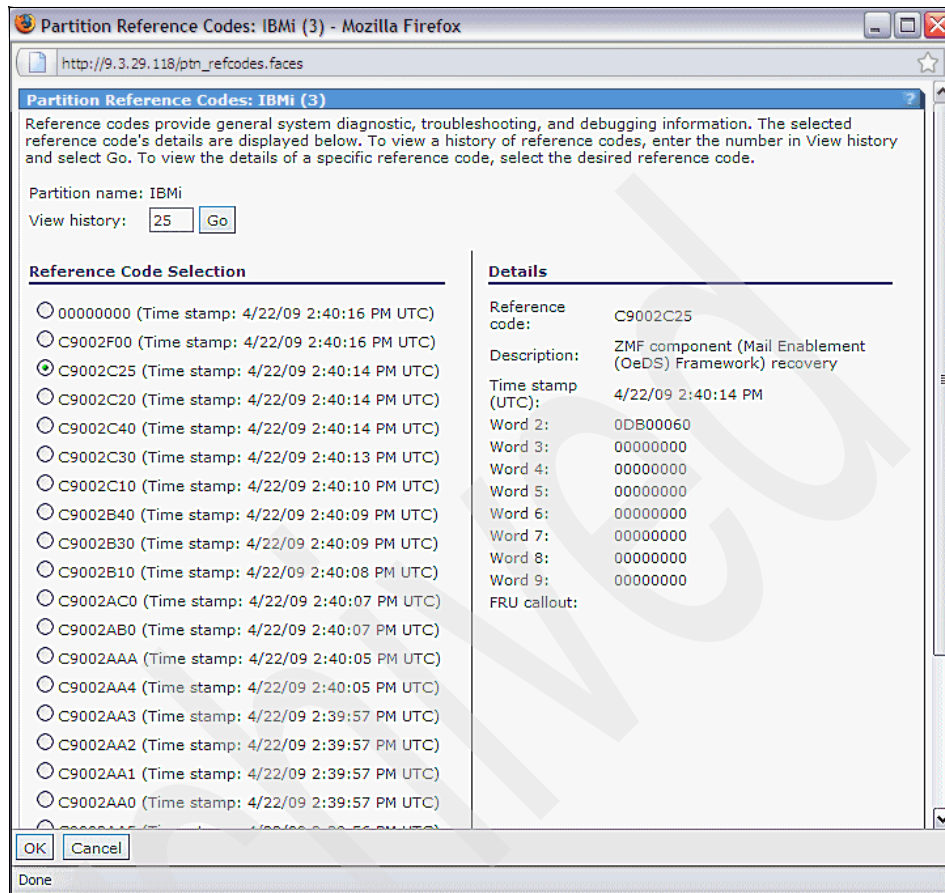 Partition Reference Codes: IBMi (3) - Mozilla Firefox
http://9.3.29.118/ptn_refcodes.faces
Partition Reference Codes: IBMi (3)
?
Reference codes provide general system diagnostic, troubleshooting, and debugging information. The selected
reference code's details are displayed below. To view a history of reference codes, enter the number in View history
and select Go. To view the details of a specific reference code, select the desired reference code.
Partition name: IBMi
View history: 25 Go
Reference Code Selection
00000000 (Time stamp: 4/22/09 2:40:16 PM UTC)
C9002F00 (Time stamp: 4/22/09 2:40:16 PM UTC)
C9002C25 (Time stamp: 4/22/09 2:40:14 PM UTC)
C9002C20 (Time stamp: 4/22/09 2:40:14 PM UTC)
C9002C40 (Time stamp: 4/22/09 2:40:14 PM UTC)
C9002C30 (Time stamp: 4/22/09 2:40:13 PM UTC)
C9002C10 (Time stamp: 4/22/09 2:40:10 PM UTC)
C9002B40 (Time stamp: 4/22/09 2:40:09 PM UTC)
C9002B30 (Time stamp: 4/22/09 2:40:09 PM UTC)
C9002B10 (Time stamp: 4/22/09 2:40:08 PM UTC)
C9002AC0 (Time stamp: 4/22/09 2:40:07 PM UTC)
C9002AB0 (Time stamp: 4/22/09 2:40:07 PM UTC)
C9002AAA (Time stamp: 4/22/09 2:40:05 PM UTC)
C9002AA4 (Time stamp: 4/22/09 2:40:05 PM UTC)
C9002AA3 (Time stamp: 4/22/09 2:39:57 PM UTC)
C9002AA2 (Time stamp: 4/22/09 2:39:57 PM UTC)
C9002AA1 (Time stamp: 4/22/09 2:39:57 PM UTC)
C9002AA0 (Time stamp: 4/22/09 2:39:57 PM UTC)
Details
Reference
code: C9002C25
Description: ZMF component (Mail Enablement
(OeDS) Framework) recovery
Time stamp
(UTC): 4/22/09 2:40:14 PM
Word 2: 0DB00060
Word 3: 00000000
Word 4: 00000000
Word 5: 00000000
Word 6: 00000000
Word 7: 00000000
Word 8: 00000000
Word 9: 00000000
FRU callout:
OK Cancel
Done